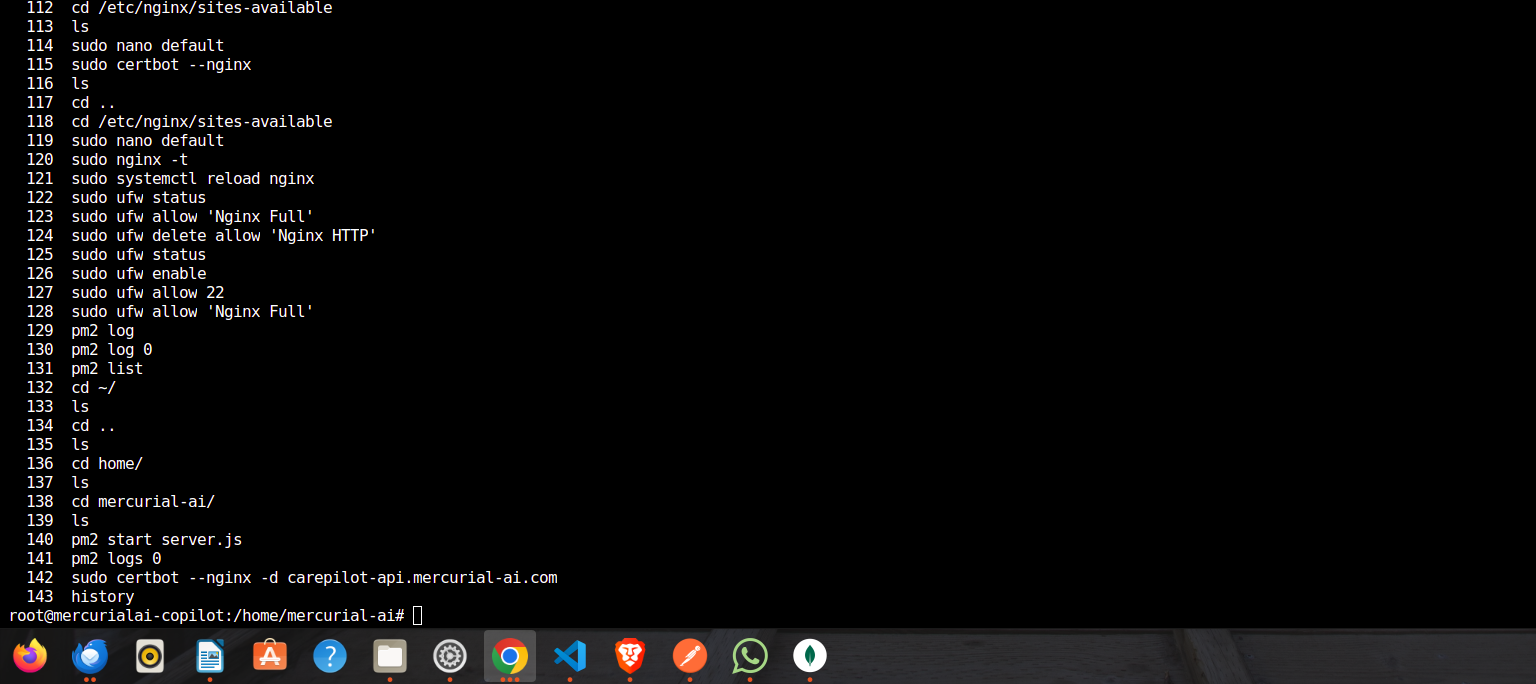 112 cd /etc/nginx/sites-available
113 ls
114 sudo nano default
115 sudo certbot --nginx
116 ls
117 cd ..
118 cd /etc/nginx/sites-available
119 sudo nano default
120 sudo nginx -t
121 sudo systemctl reload nginx
122 sudo ufw status
123 sudo ufw allow 'Nginx Full'
124 sudo ufw delete allow 'Nginx HTTP'
125 sudo ufw status
126 sudo ufw enable
127 sudo ufw allow 22
128 sudo ufw allow 'Nginx Full'
129 pm2 log
130 pm2 log 0
131 pm2 list
132 cd ~/
133 ls
134 cd ..
135 ls
136 cd home/
137 ls
138 cd mercurial-ai/
139 ls
140 pm2 start server.js
141 pm2 logs 0
142 sudo certbot --nginx -d carepilot-api.mercurial-ai.com
143 history
root@mercurialai-copilot:/home/mercurial-ai#